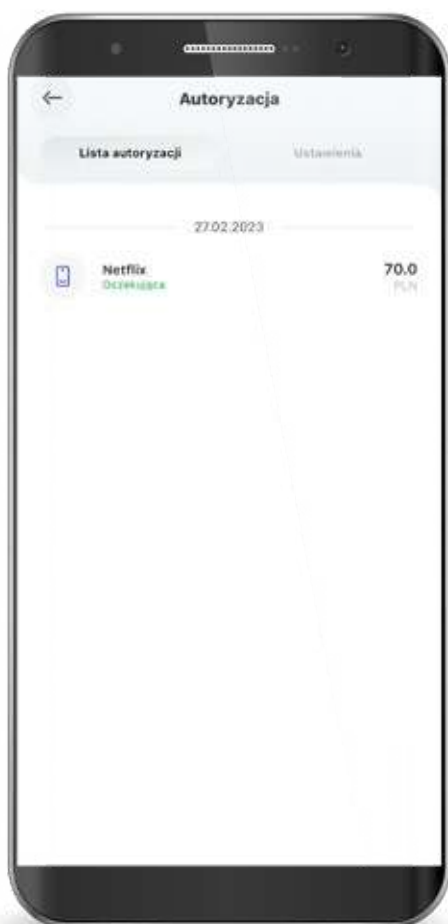 Autoryzacja
Lista autoryzacji
Ustawienia
27.02.2023
Netflix
70.0
Oczekująca
PLN